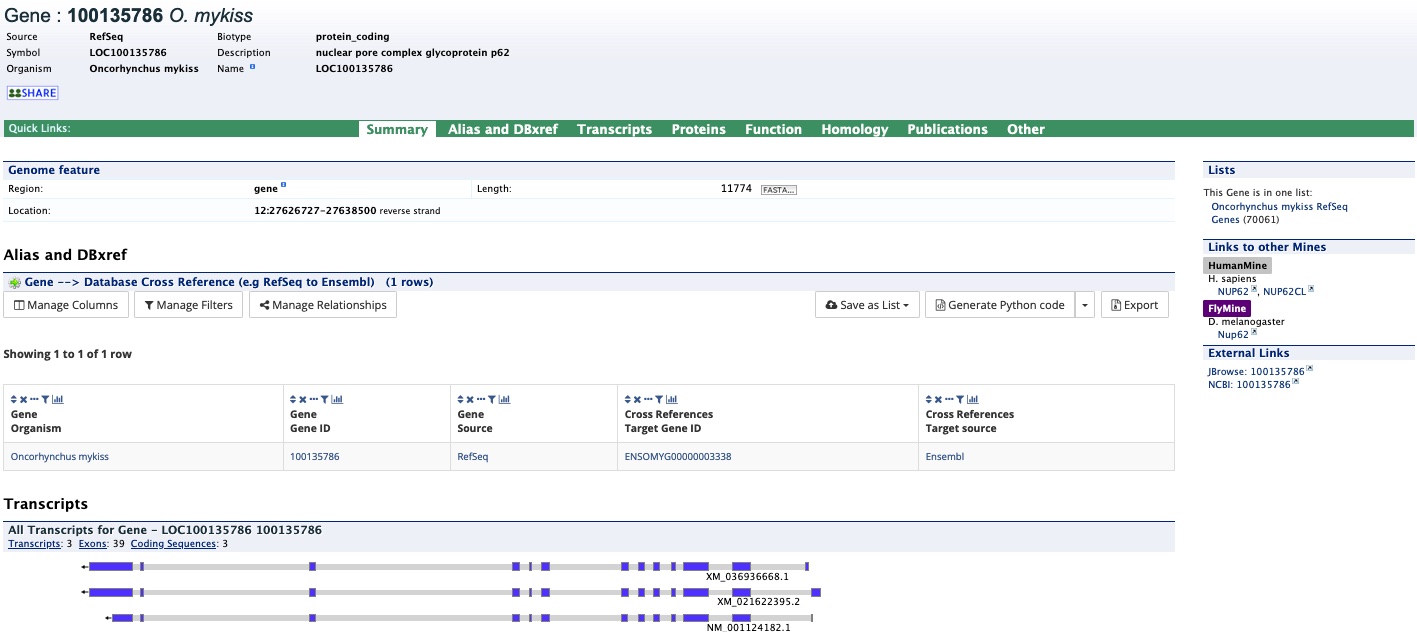 Gene : 100135786 O. mykiss
Source RefSeq Biotype protein_coding
Symbol LOC100135786 Description nuclear pore complex glycoprotein p62
Organism Oncorhynchus mykiss Name LOC100135786
SHARE
Quick Links: Summary Alias and DBxref Transcripts Proteins Function Homology Publications Other
Genome feature
Region: gene Length: 11774 FASTA...
Location: 12:27626727-27638500 reverse strand
Alias and DBxref
Gene --> Database Cross Reference (e.g RefSeq to Ensembl) (1 rows)
Manage Columns Manage Filters Manage Relationships Save as List Generate Python code Export
Showing 1 to 1 of 1 row
Gene Gene Gene Cross References Cross References
Organism Gene ID Source Target Gene ID Target source
Oncorhynchus mykiss 100135786 RefSeq ENSOMYG00000003338 Ensembl
Transcripts
All Transcripts for Gene - LOC100135786 100135786
Transcripts: 3 Exons: 39 Coding Sequences: 3
XM_036936668.1
XM_021622395.2
NM_001124182.1
Lists
This Gene is in one list:
Oncorhynchus mykiss RefSeq
Genes (70061)
Links to other Mines
HumanMine
H. sapiens
NUP62, NUP62CL
FlyMine
D. melanogaster
Nup62
External Links
JBrowse: 100135786
NCBI: 100135786